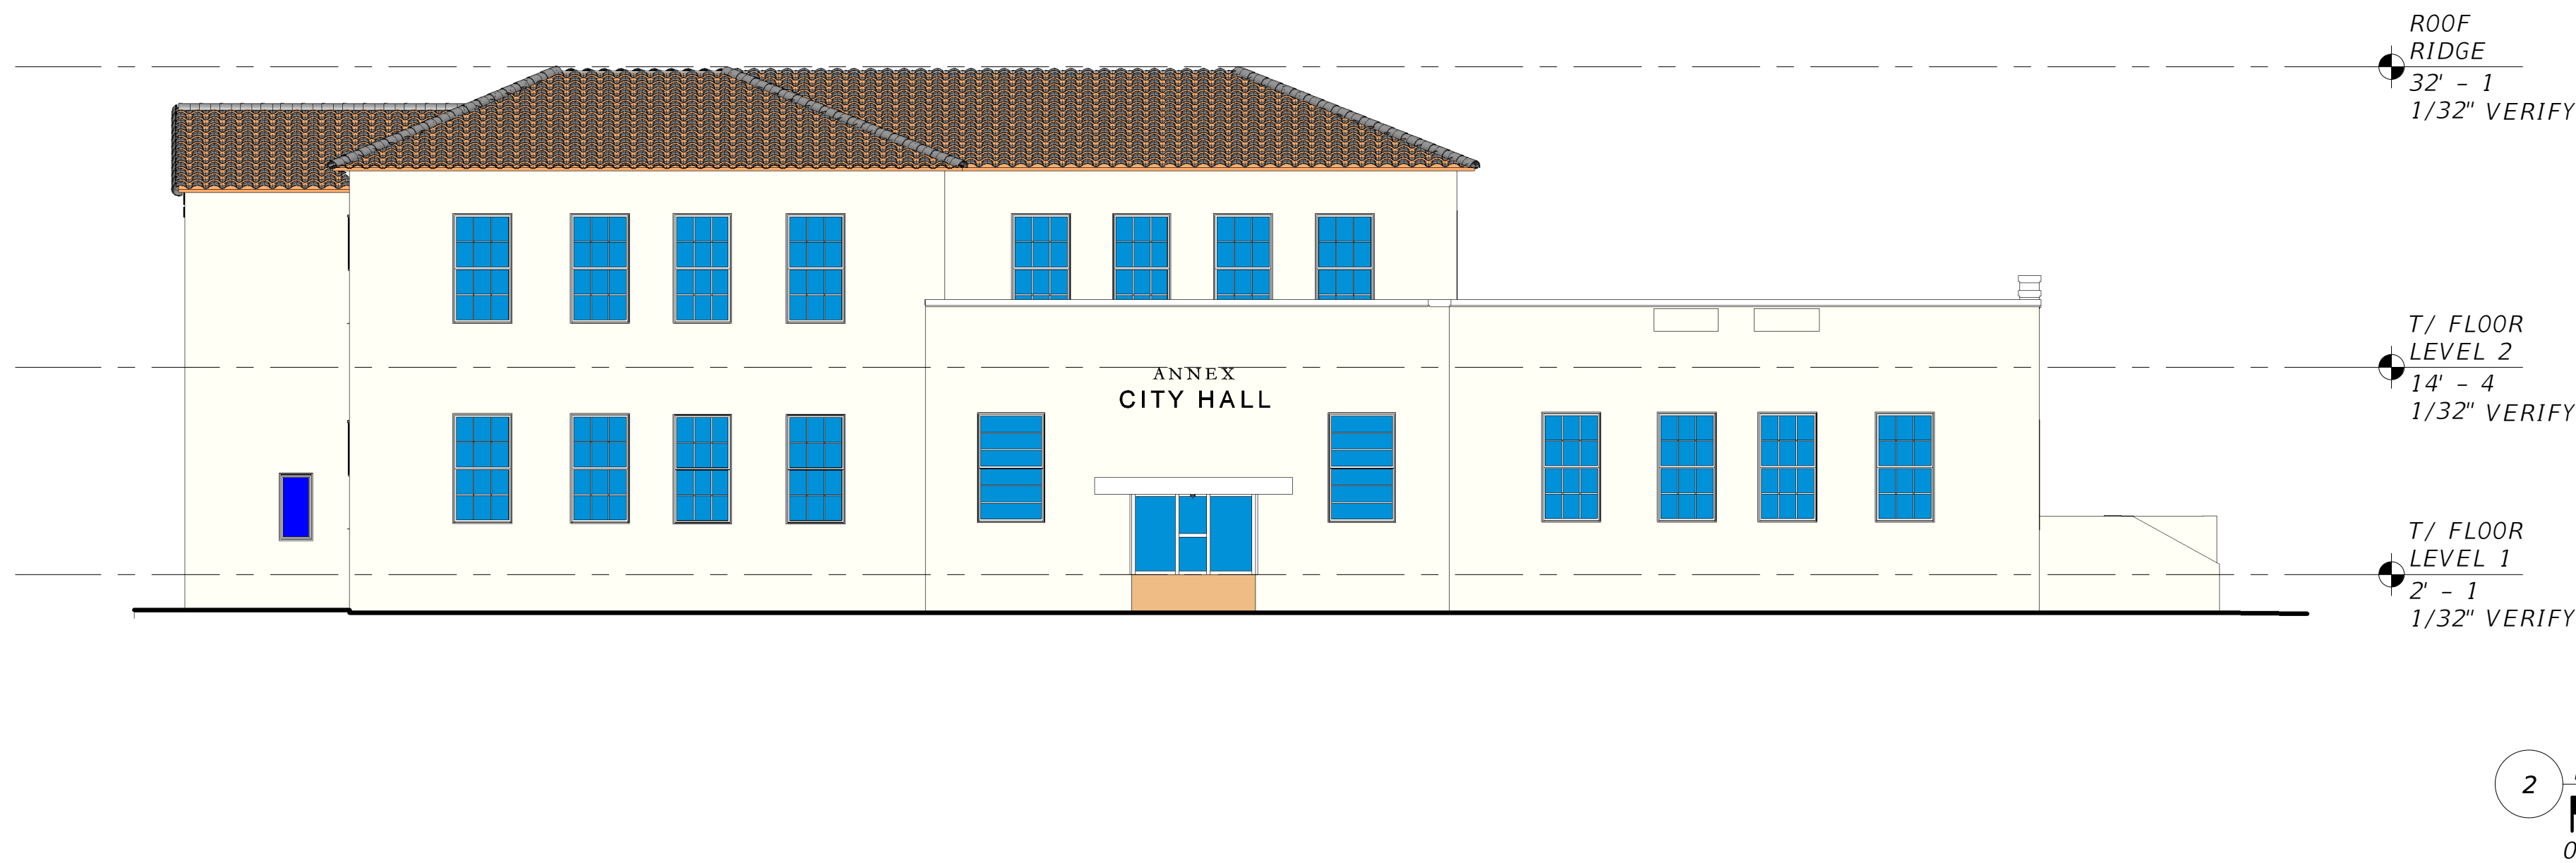 ROOF
RIDGE
32' - 1
1/32" VERIFY
T/ FLOOR
LEVEL 2
14' - 4
1/32" VERIFY
ANNEX
CITY HALL
T/ FLOOR
LEVEL 1
2' - 1
1/32" VERIFY
2
0